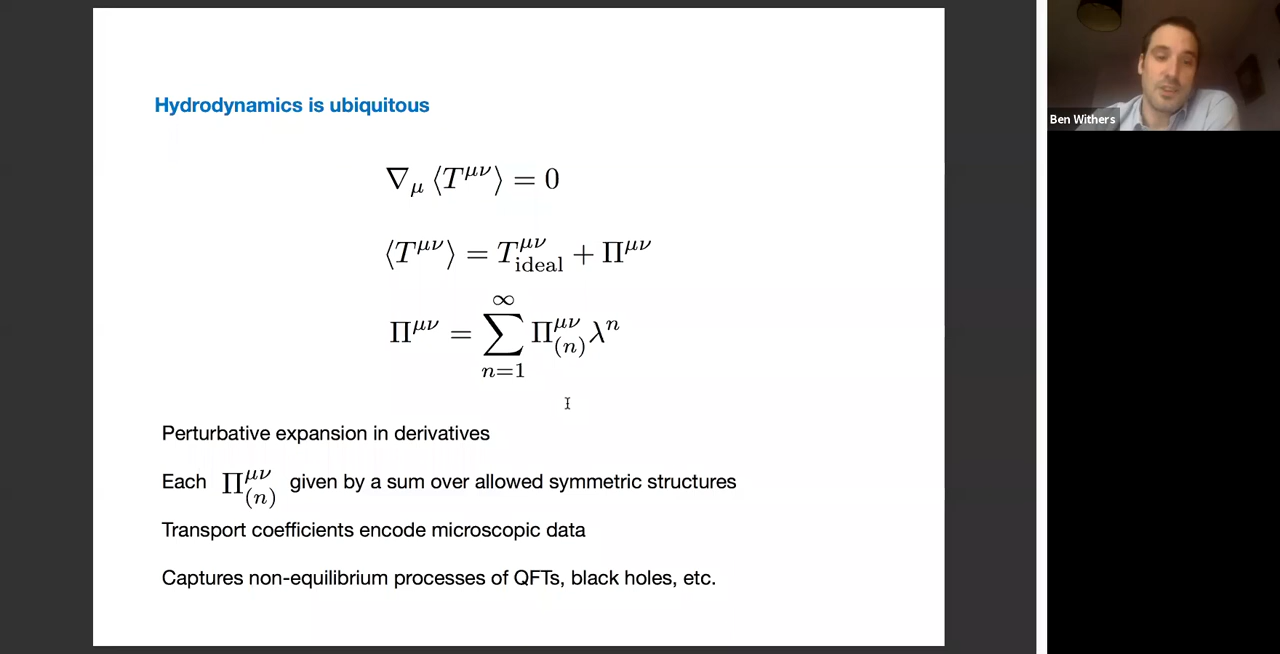 Hydrodynamics is ubiquitous
∇_μ ⟨T^{μν}⟩ = 0
⟨T^{μν}⟩ = T^{μν}_{ideal} + Π^{μν}
Π^{μν} = ∑_{n=1}^{∞} Π^{μν}_{(n)} λ^n
Perturbative expansion in derivatives
Each Π^{μν}_{(n)} given by a sum over allowed symmetric structures
Transport coefficients encode microscopic data
Captures non-equilibrium processes of QFTs, black holes, etc.
Ben Withers